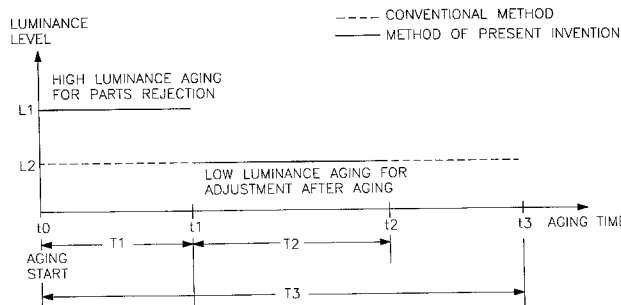 LUMINANCE
LEVEL
CONVENTIONAL METHOD
METHOD OF PRESENT INVENTION
HIGH LUMINANCE AGING
FOR PARTS REJECTION
L1
L2
LOW LUMINANCE AGING FOR
ADJUSTMENT AFTER AGING
t0
t1
t2
t3
AGING TIME
T1
T2
AGING
START
T3